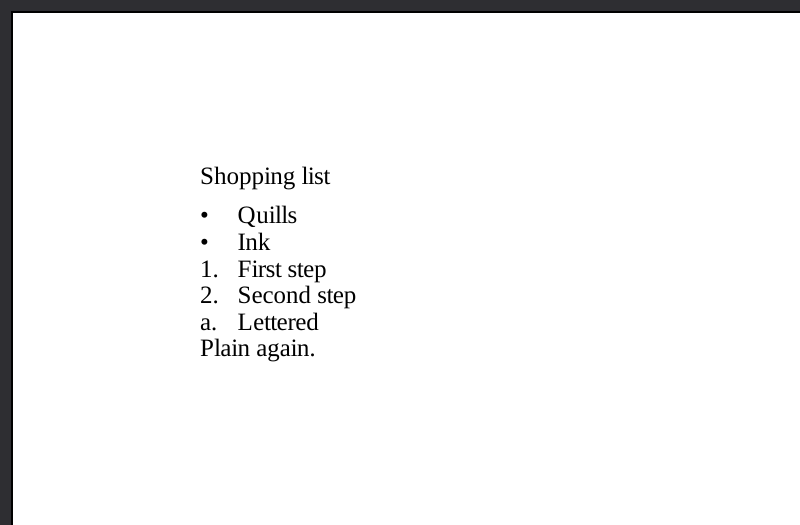 Shopping list
• Quills
• Ink
1. First step
2. Second step
a. Lettered
Plain again.